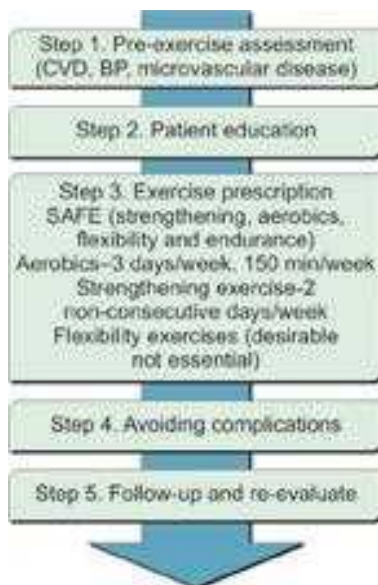 Step 1. Pre-exercise assessment
(CVD, BP, microvascular disease)
Step 2. Patient education
Step 3. Exercise prescription
SAFE (strengthening, aerobics,
flexibility and endurance)
Aerobics–3 days/week, 150 min/week
Strengthening exercise-2
non-consecutive days/week
Flexibility exercises (desirable
not essential)
Step 4. Avoiding complications
Step 5. Follow-up and re-evaluate